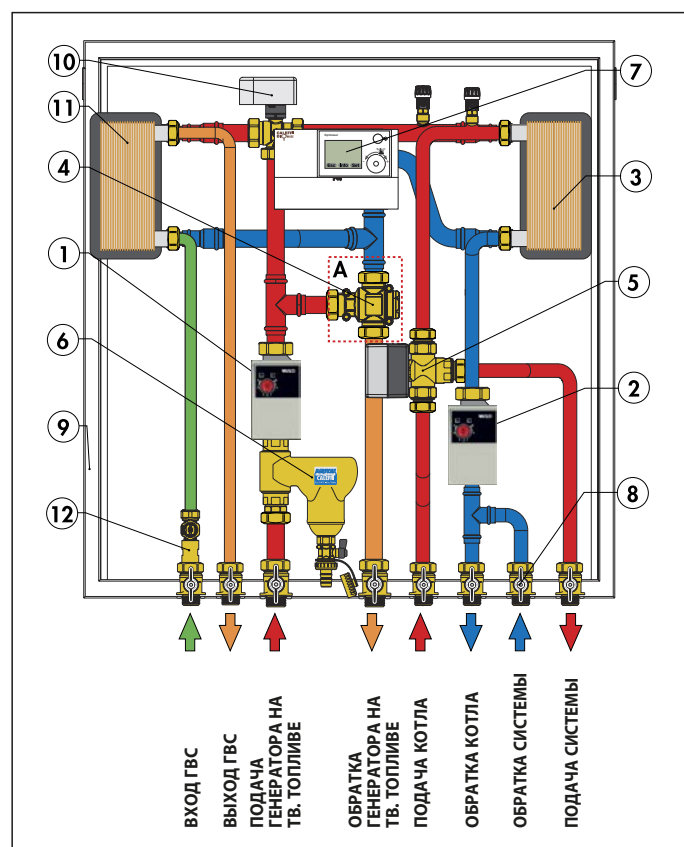 10
7
11
4
3
1
A
5
6
2
9
8
12
CALEFFI
ВХОД ГВС
ВЫХОД ГВС
ПОДАЧА
ГЕНЕРАТОРА НА
ТВ. ТОПЛИВЕ
ОБРАТКА
ГЕНЕРАТОРА НА
ТВ. ТОПЛИВЕ
ПОДАЧА КОТЛА
ОБРАТКА КОТЛА
ОБРАТКА СИСТЕМЫ
ПОДАЧА СИСТЕМЫ